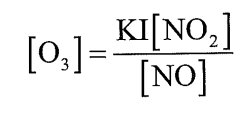 [O₃] = KI[NO₂] / [NO]